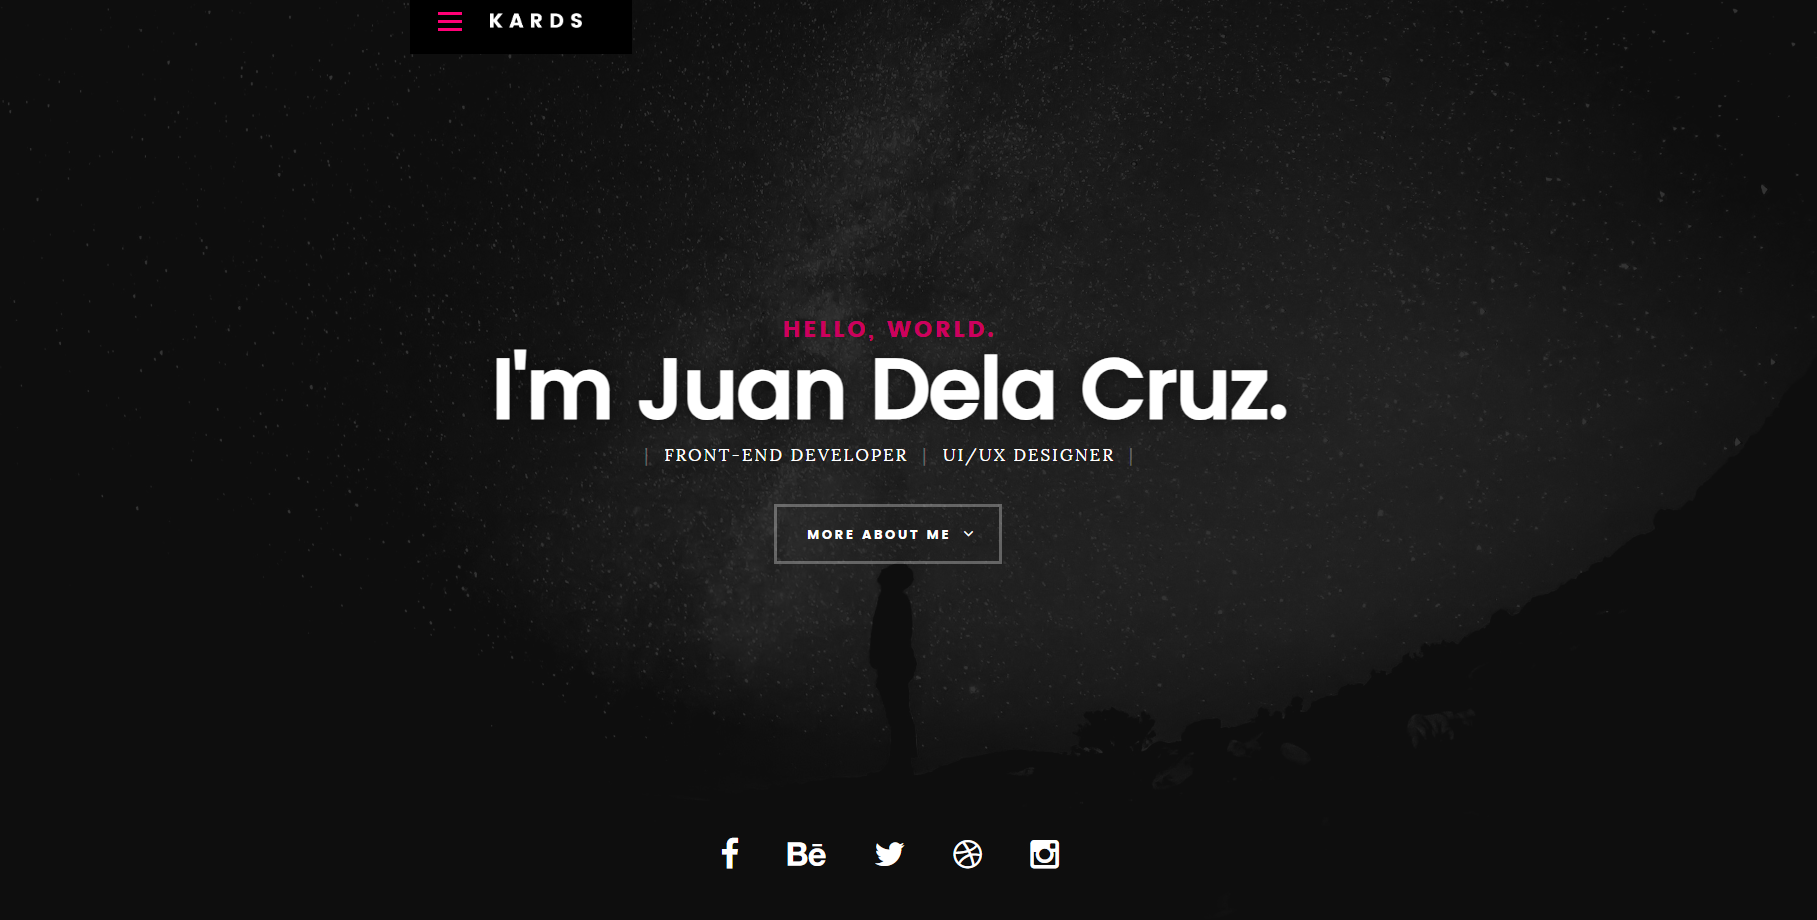 KARDS
HELLO, WORLD.
I'm Juan Dela Cruz.
| FRONT-END DEVELOPER | UI/UX DESIGNER |
MORE ABOUT ME
Bē